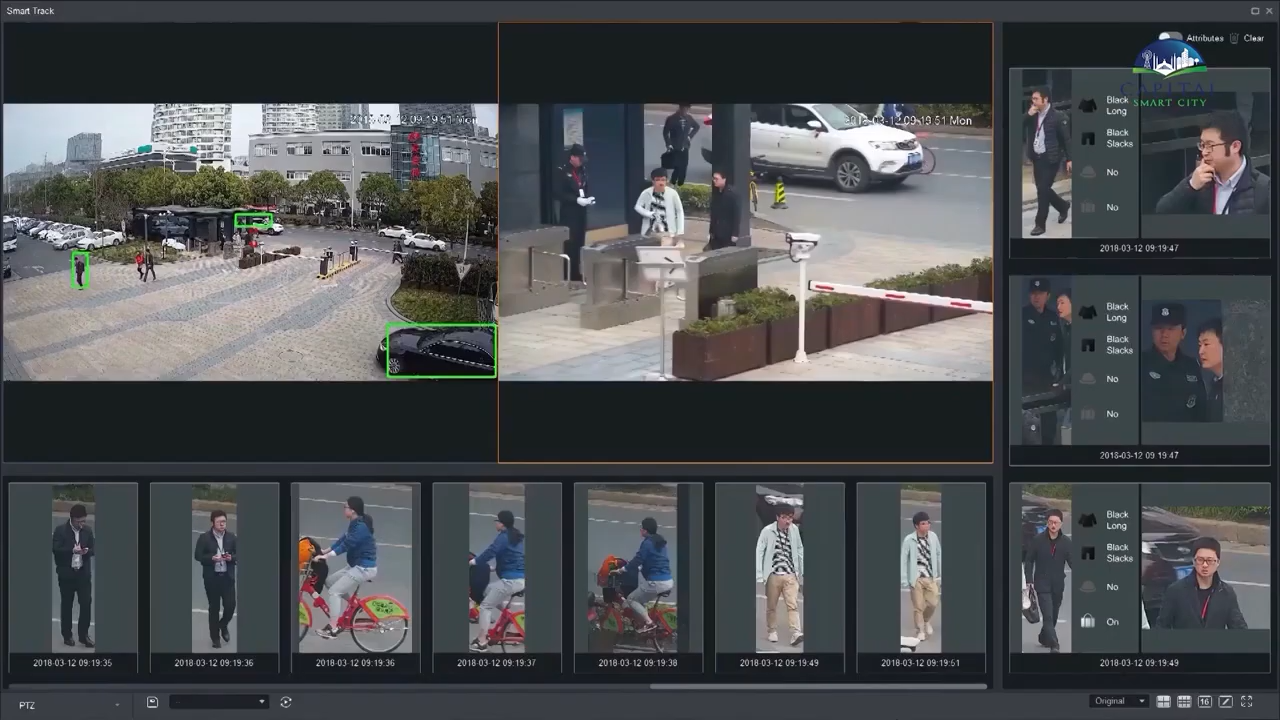 Smart Track
Attributes
Clear
CAPITAL
SMART CITY
2018-03-12 09:19:51 Mon
2018-03-12 09:19:51 Mon
Black
Long
Black
Slacks
No
No
2018-03-12 09:19:47
Black
Long
Black
Slacks
No
No
2018-03-12 09:19:47
Black
Long
Black
Slacks
No
On
2018-03-12 09:19:49
2018-03-12 09:19:35
2018-03-12 09:19:36
2018-03-12 09:19:36
2018-03-12 09:19:37
2018-03-12 09:19:38
2018-03-12 09:19:49
2018-03-12 09:19:51
PTZ
Original
16